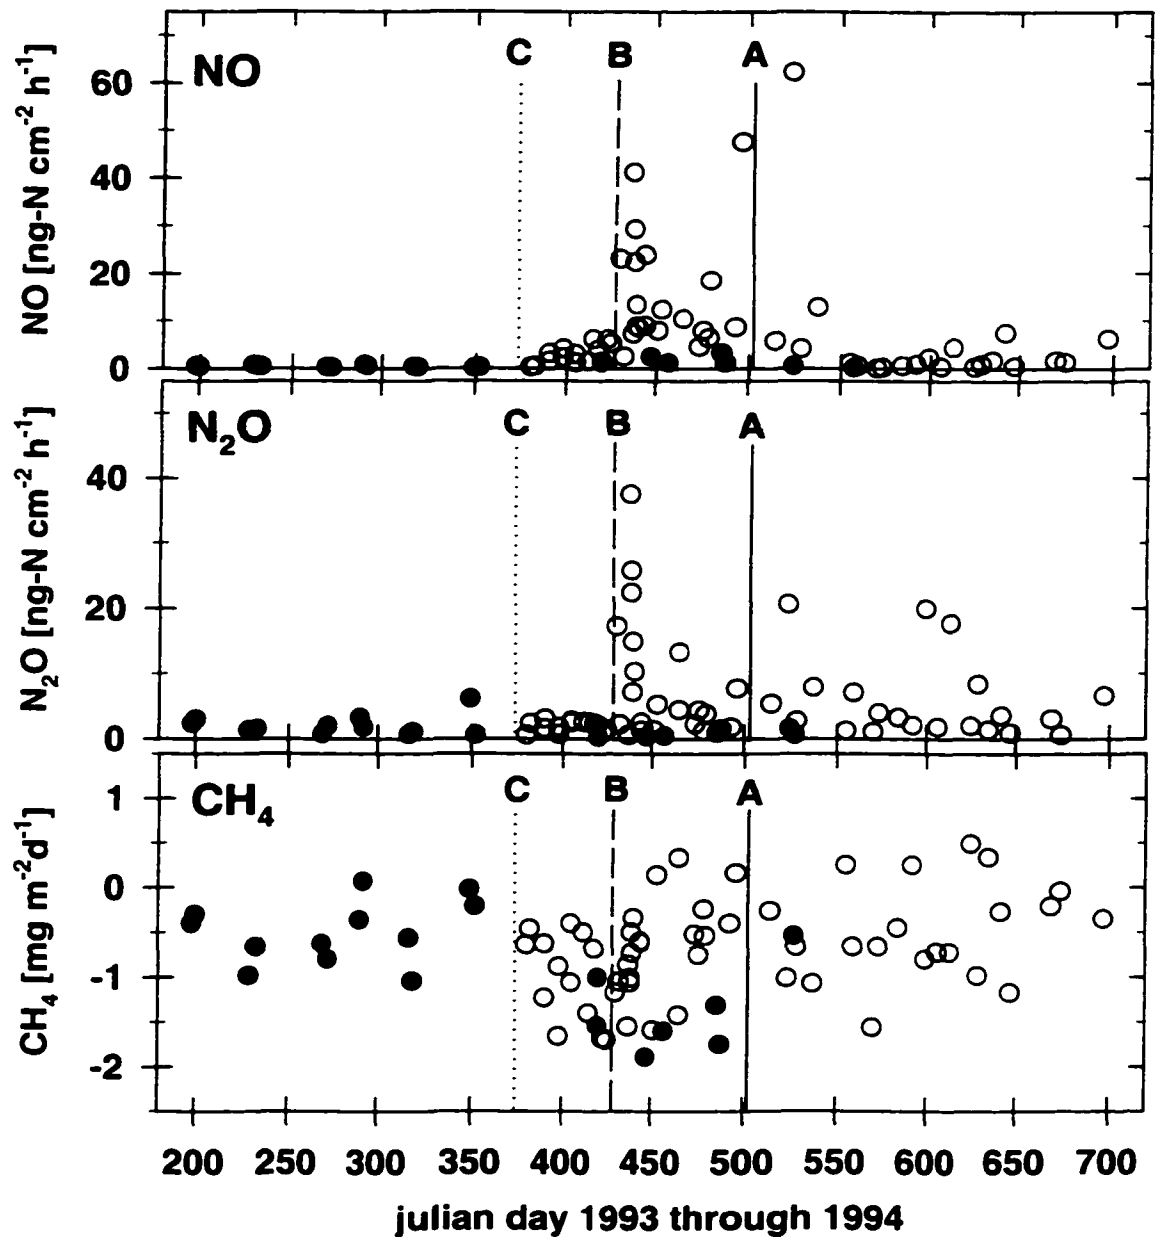 C B A
NO
60
40
20
0
NO [ng-N cm-2 h-1]
C B A
N2O
40
20
0
N2O [ng-N cm-2 h-1]
C B A
CH4
1
0
-1
-2
CH4 [mg m-2d-1]
200 250 300 350 400 450 500 550 600 650 700
julian day 1993 through 1994